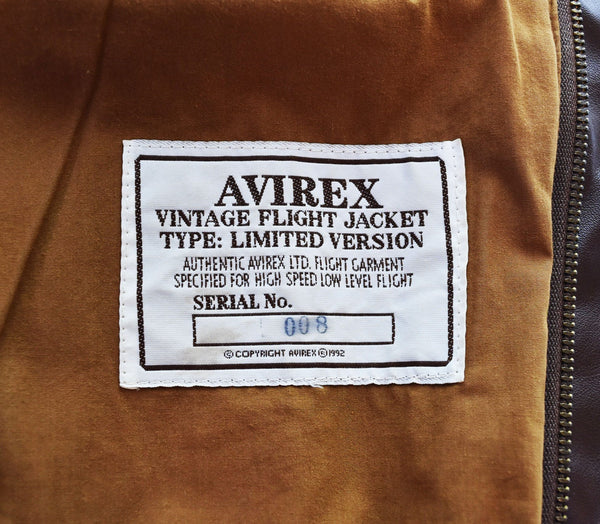 AVIREX
VINTAGE FLIGHT JACKET
TYPE: LIMITED VERSION
AUTHENTIC AVIREX LTD. FLIGHT GARMENT
SPECIFIED FOR HIGH SPEED LOW LEVEL FLIGHT
SERIAL No.
008
© COPYRIGHT AVIREX ® 1992